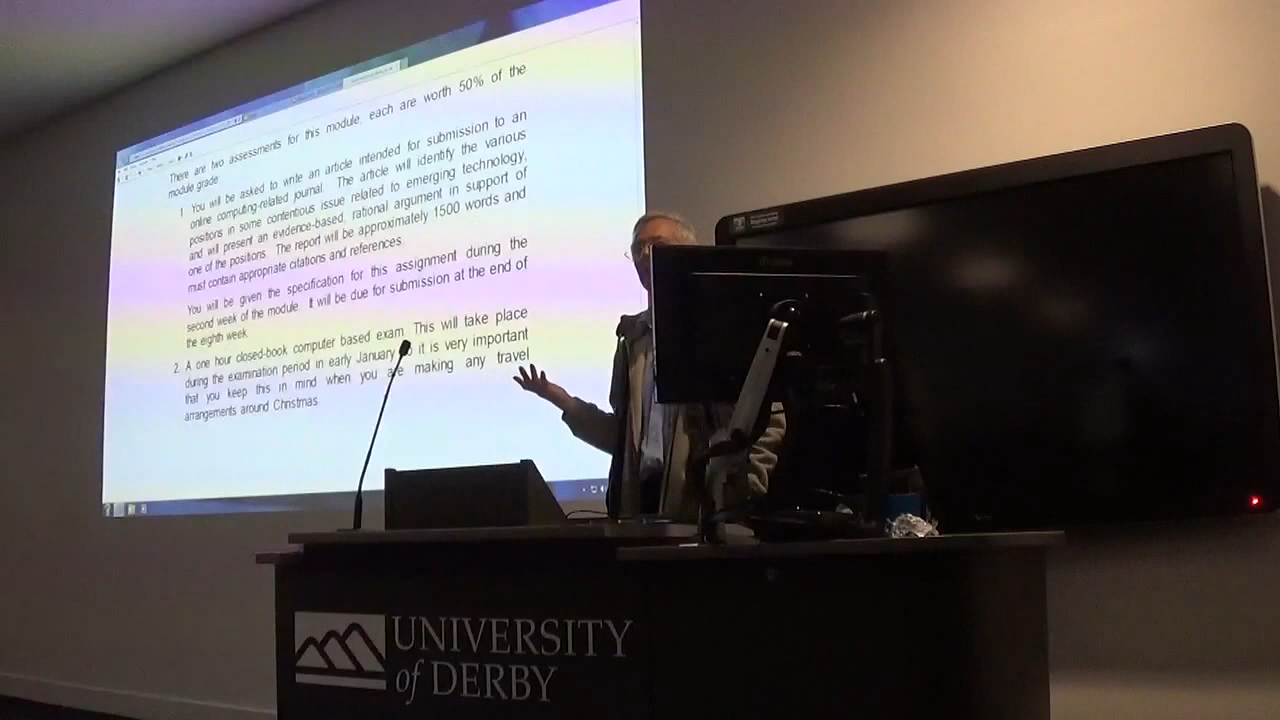 There are two assessments for this module, each are worth 50% of the
module grade
1 You will be asked to write an article intended for submission to an
online computing-related journal. The article will identify the various
positions in some contentious issue related to emerging technology,
and will present an evidence-based, rational argument in support of
one of the positions. The report will be approximately 1500 words and
must contain appropriate citations and references.
You will be given the specification for this assignment during the
second week of the module. It will be due for submission at the end of
the eighth week.
2. A one hour closed-book computer based exam. This will take place
during the examination period in early January it is very important
that you keep this in mind when you are making any travel
arrangements around Christmas
UNIVERSITY
of DERBY